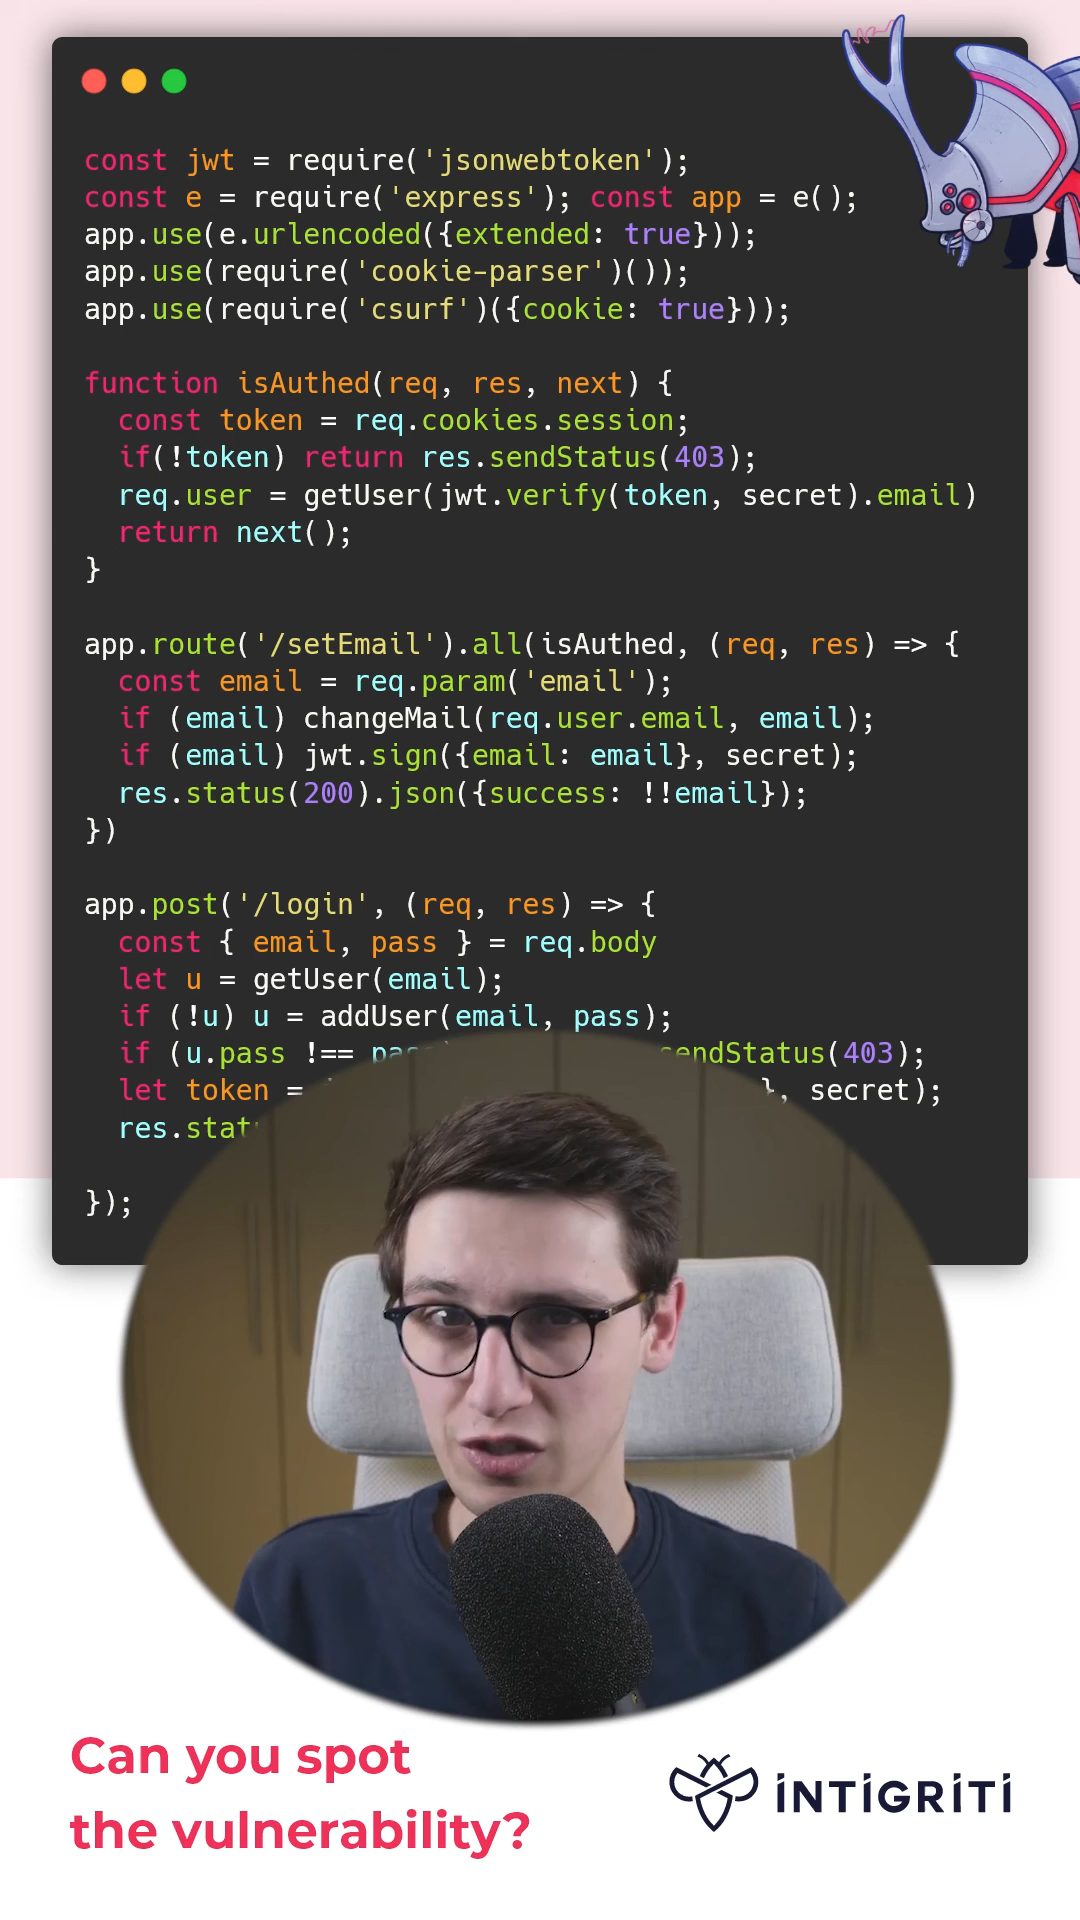 const jwt = require('jsonwebtoken');
const e = require('express'); const app = e();
app.use(e.urlencoded({extended: true}));
app.use(require('cookie-parser')());
app.use(require('csurf')({cookie: true}));

function isAuthed(req, res, next) {
  const token = req.cookies.session;
  if(!token) return res.sendStatus(403);
  req.user = getUser(jwt.verify(token, secret).email)
  return next();
}

app.route('/setEmail').all(isAuthed, (req, res) => {
  const email = req.param('email');
  if (email) changeMail(req.user.email, email);
  if (email) jwt.sign({email: email}, secret);
  res.status(200).json({success: !!email});
})

app.post('/login', (req, res) => {
  const { email, pass } = req.body
  let u = getUser(email);
  if (!u) u = addUser(email, pass);
  if (u.pass !== sendStatus(403);
  let token = }, secret);
  res.

});
Can you spot
the vulnerability?
INTIGRITI